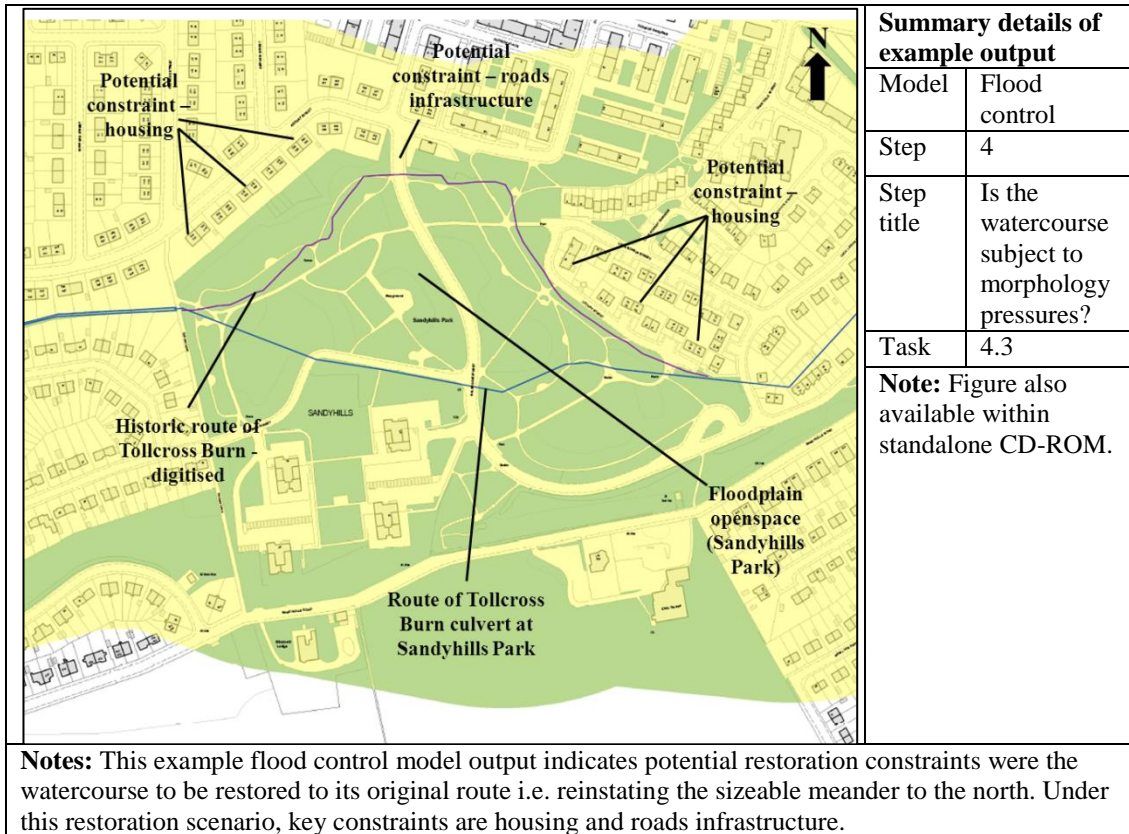 Potential
constraint –
housing
Potential
constraint – roads
infrastructure
N
Potential
constraint –
housing
Sandyhills Park
SANDYHILLS
Historic route of
Tollcross Burn -
digitised
Floodplain
openspace
(Sandyhills
Park)
Route of Tollcross
Burn culvert at
Sandyhills Park
Summary details of
example output
Model
Flood
control
Step
4
Step
title
Is the
watercourse
subject to
morphology
pressures?
Task
4.3
Note: Figure also
available within
standalone CD-ROM.
Notes: This example flood control model output indicates potential restoration constraints were the
watercourse to be restored to its original route i.e. reinstating the sizeable meander to the north. Under
this restoration scenario, key constraints are housing and roads infrastructure.